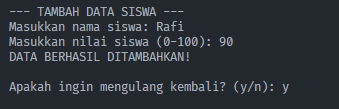 --- TAMBAH DATA SISWA ---
Masukkan nama siswa: Rafi
Masukkan nilai siswa (0-100): 90
DATA BERHASIL DITAMBAHKAN!
Apakah ingin mengulang kembali? (y/n): y